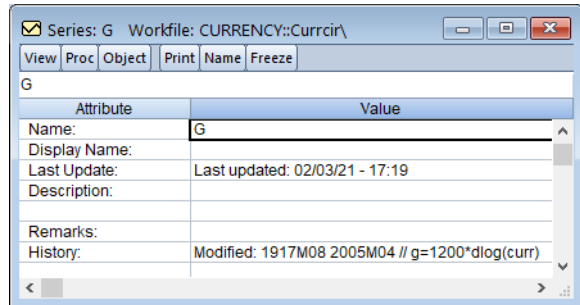 Series: G Workfile: CURRENCY::Currcir\
View Proc Object Print Name Freeze
G
Attribute Value
Name: G
Display Name:
Last Update: Last updated: 02/03/21 - 17:19
Description:
Remarks:
History: Modified: 1917M08 2005M04 // g=1200*dlog(curr)